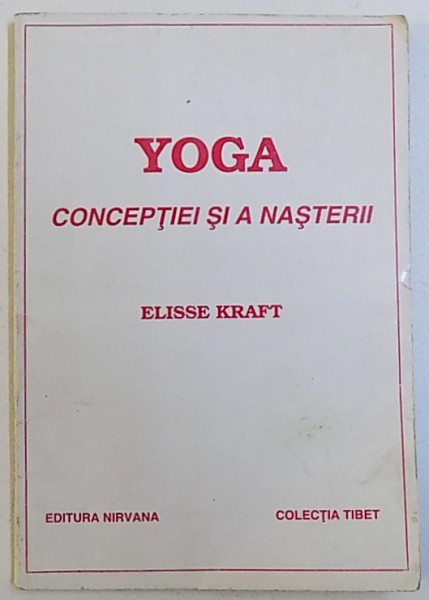 YOGA
CONCEPŢIEI ŞI A NAŞTERII
ELISSE KRAFT
EDITURA NIRVANA
COLECŢIA TIBET